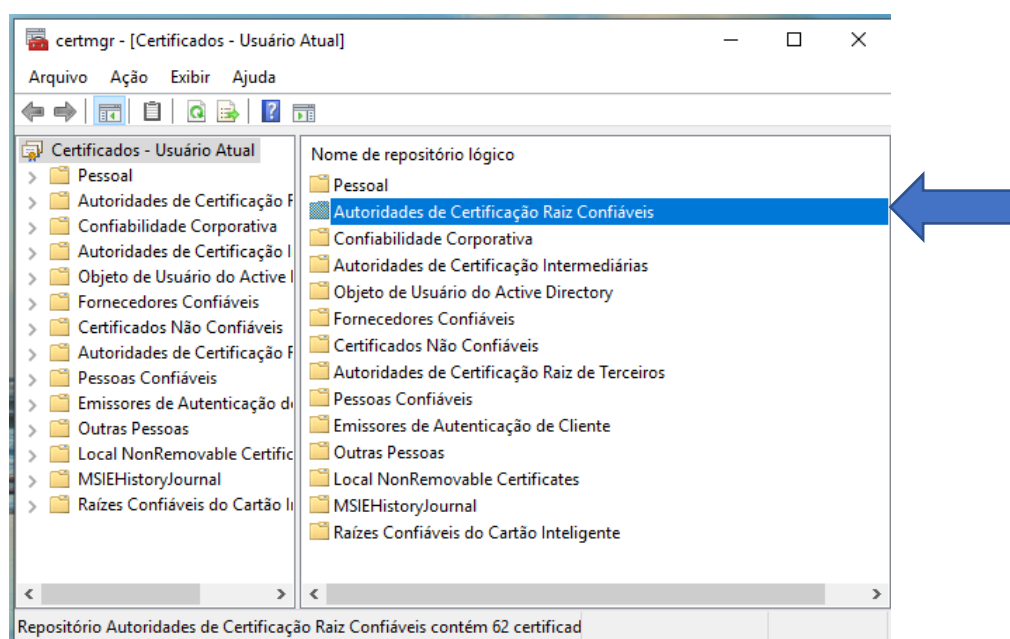 certmgr - [Certificados - Usuário Atual]
Arquivo Ação Exibir Ajuda
Certificados - Usuário Atual
Pessoal
Autoridades de Certificação F
Confiabilidade Corporativa
Autoridades de Certificação I
Objeto de Usuário do Active I
Fornecedores Confiáveis
Certificados Não Confiáveis
Autoridades de Certificação F
Pessoas Confiáveis
Emissores de Autenticação d
Outras Pessoas
Local NonRemovable Certific
MSIEHistoryJournal
Raízes Confiáveis do Cartão I
Nome de repositório lógico
Pessoal
Autoridades de Certificação Raiz Confiáveis
Confiabilidade Corporativa
Autoridades de Certificação Intermediárias
Objeto de Usuário do Active Directory
Fornecedores Confiáveis
Certificados Não Confiáveis
Autoridades de Certificação Raiz de Terceiros
Pessoas Confiáveis
Emissores de Autenticação de Cliente
Outras Pessoas
Local NonRemovable Certificates
MSIEHistoryJournal
Raízes Confiáveis do Cartão Inteligente
Repositório Autoridades de Certificação Raiz Confiáveis contém 62 certificad